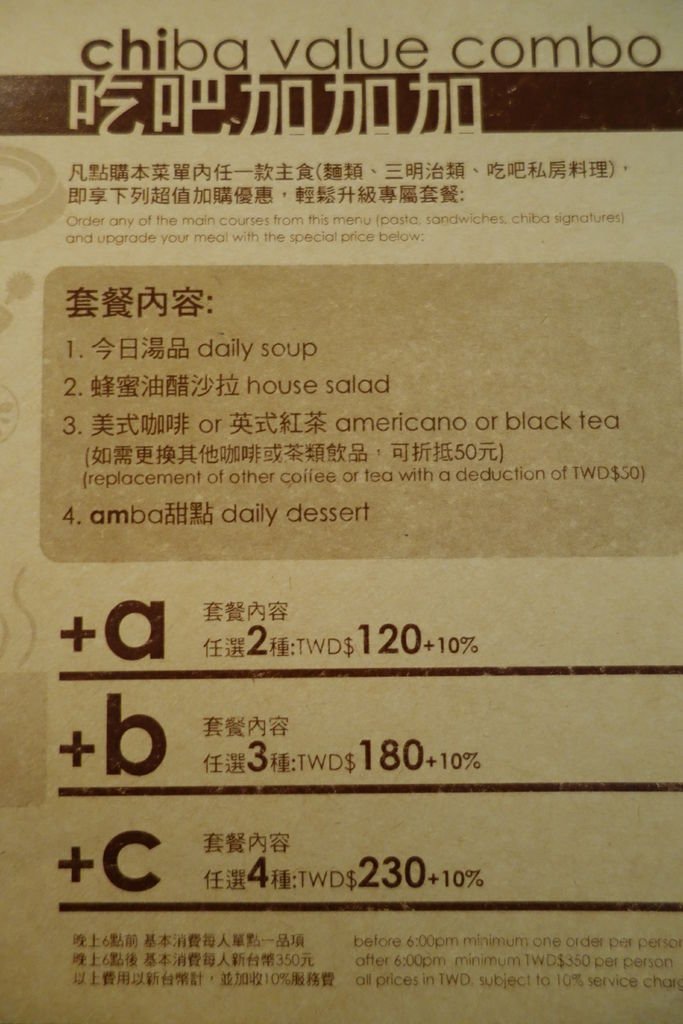 chiba value combo
吃吧加加加
凡點購本菜單內任一款主食(麵類、三明治類、吃吧私房料理)，
即享下列超值加購優惠，輕鬆升級專屬套餐:
Order any of the main courses from this menu (pasta, sandwiches, chiba signatures)
and upgrade your meal with the special price below:
套餐內容:
1. 今日湯品 daily soup
2. 蜂蜜油醋沙拉 house salad
3. 美式咖啡 or 英式紅茶 americano or black tea
(如需更換其他咖啡或茶類飲品，可折抵50元)
(replacement of other coffee or tea with a deduction of TWD$50)
4. amba甜點 daily dessert
+a 套餐內容
任選2種:TWD$120+10%
+b 套餐內容
任選3種:TWD$180+10%
+c 套餐內容
任選4種:TWD$230+10%
晚上6點前 基本消費每人單點一品項 before 6:00pm minimum one order per person
晚上6點後 基本消費每人新台幣350元 after 6:00pm minimum TWD$350 per person
以上費用以新台幣計，並加收10%服務費 all prices in TWD, subject to 10% service charg